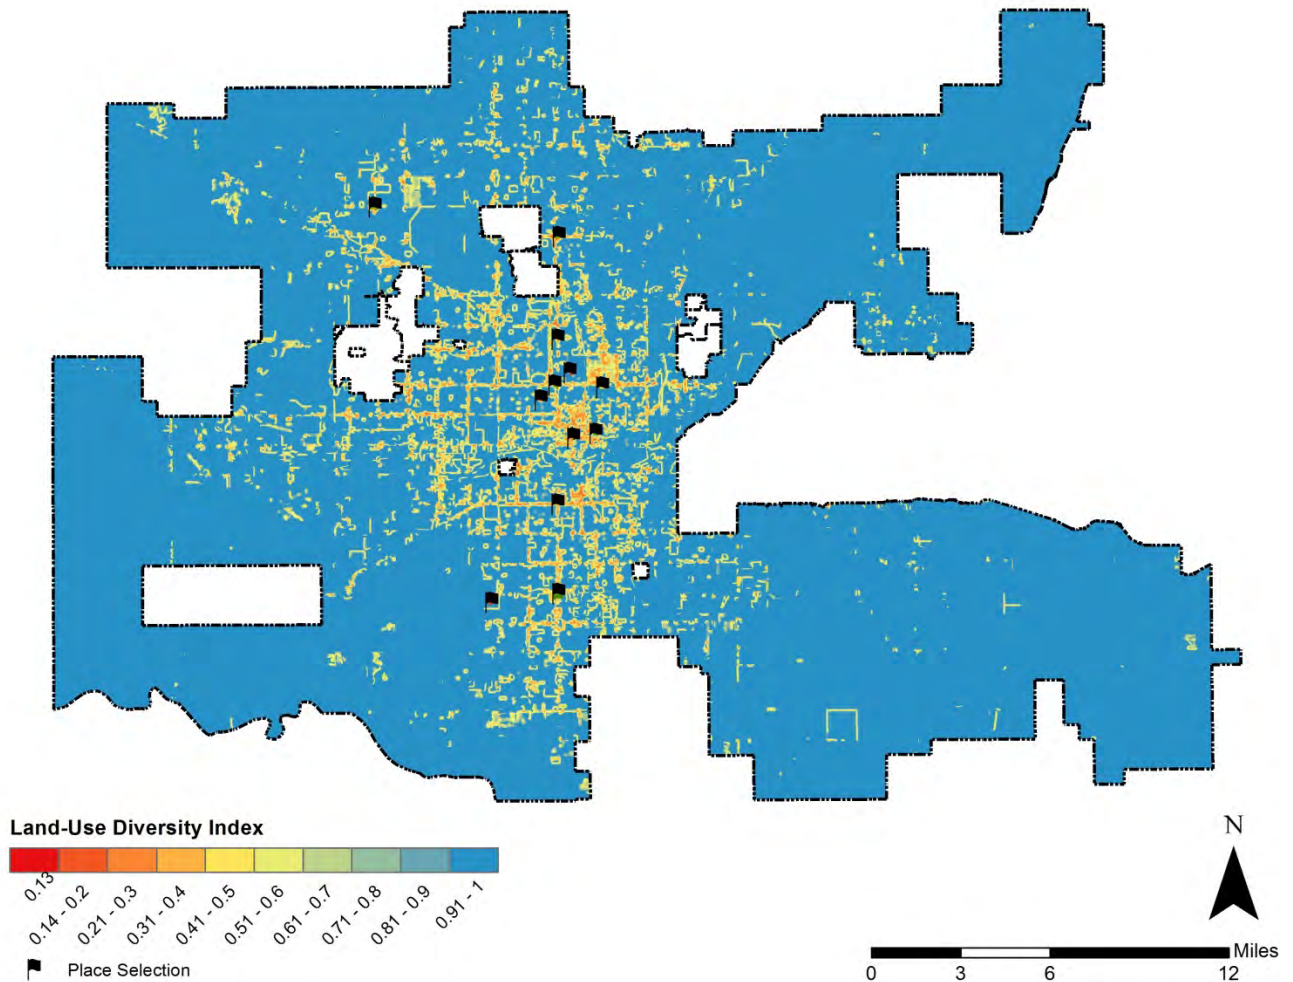 Land-Use Diversity Index
0.13
0.14 - 0.2
0.21 - 0.3
0.31 - 0.4
0.41 - 0.5
0.51 - 0.6
0.61 - 0.7
0.71 - 0.8
0.81 - 0.9
0.91 - 1
Place Selection
N
Miles
0 3 6 12